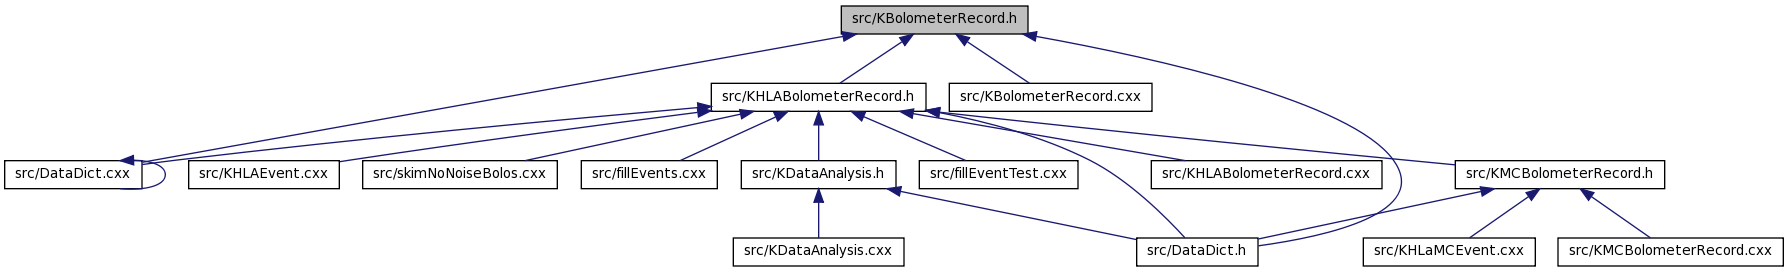 src/KBolometerRecord.h
src/KHLABolometerRecord.h
src/KBolometerRecord.cxx
src/DataDict.cxx
src/KHLAEvent.cxx
src/skimNoNoiseBolos.cxx
src/fillEvents.cxx
src/KDataAnalysis.h
src/fillEventTest.cxx
src/KHLABolometerRecord.cxx
src/KMCBolometerRecord.h
src/KDataAnalysis.cxx
src/DataDict.h
src/KHLaMCEvent.cxx
src/KMCBolometerRecord.cxx